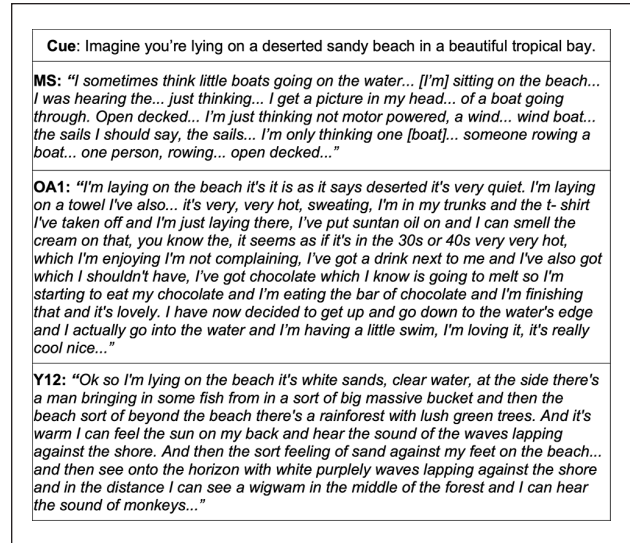 Cue: Imagine you're lying on a deserted sandy beach in a beautiful tropical bay.
MS: “I sometimes think little boats going on the water... [I’m] sitting on the beach...
I was hearing the... just thinking... I get a picture in my head... of a boat going
through. Open decked... I’m just thinking not motor powered, a wind... wind boat...
the sails I should say, the sails... I’m only thinking one [boat]... someone rowing a
boat... one person, rowing... open decked...”
OA1: “I'm laying on the beach it's it is as it says deserted it's very quiet. I'm laying
on a towel I've also... it's very, very hot, sweating, I'm in my trunks and the t- shirt
I've taken off and I'm just laying there, I’ve put suntan oil on and I can smell the
cream on that, you know the, it seems as if it's in the 30s or 40s very very hot,
which I'm enjoying I'm not complaining, I’ve got a drink next to me and I've also got
which I shouldn't have, I’ve got chocolate which I know is going to melt so I'm
starting to eat my chocolate and I’m eating the bar of chocolate and I'm finishing
that and it's lovely. I have now decided to get up and go down to the water's edge
and I actually go into the water and I’m having a little swim, I'm loving it, it's really
cool nice...”
Y12: “Ok so I'm lying on the beach it's white sands, clear water, at the side there's
a man bringing in some fish from in a sort of big massive bucket and then the
beach sort of beyond the beach there's a rainforest with lush green trees. And it's
warm I can feel the sun on my back and hear the sound of the waves lapping
against the shore. And then the sort feeling of sand against my feet on the beach...
and then see onto the horizon with white purplely waves lapping against the shore
and in the distance I can see a wigwam in the middle of the forest and I can hear
the sound of monkeys...”